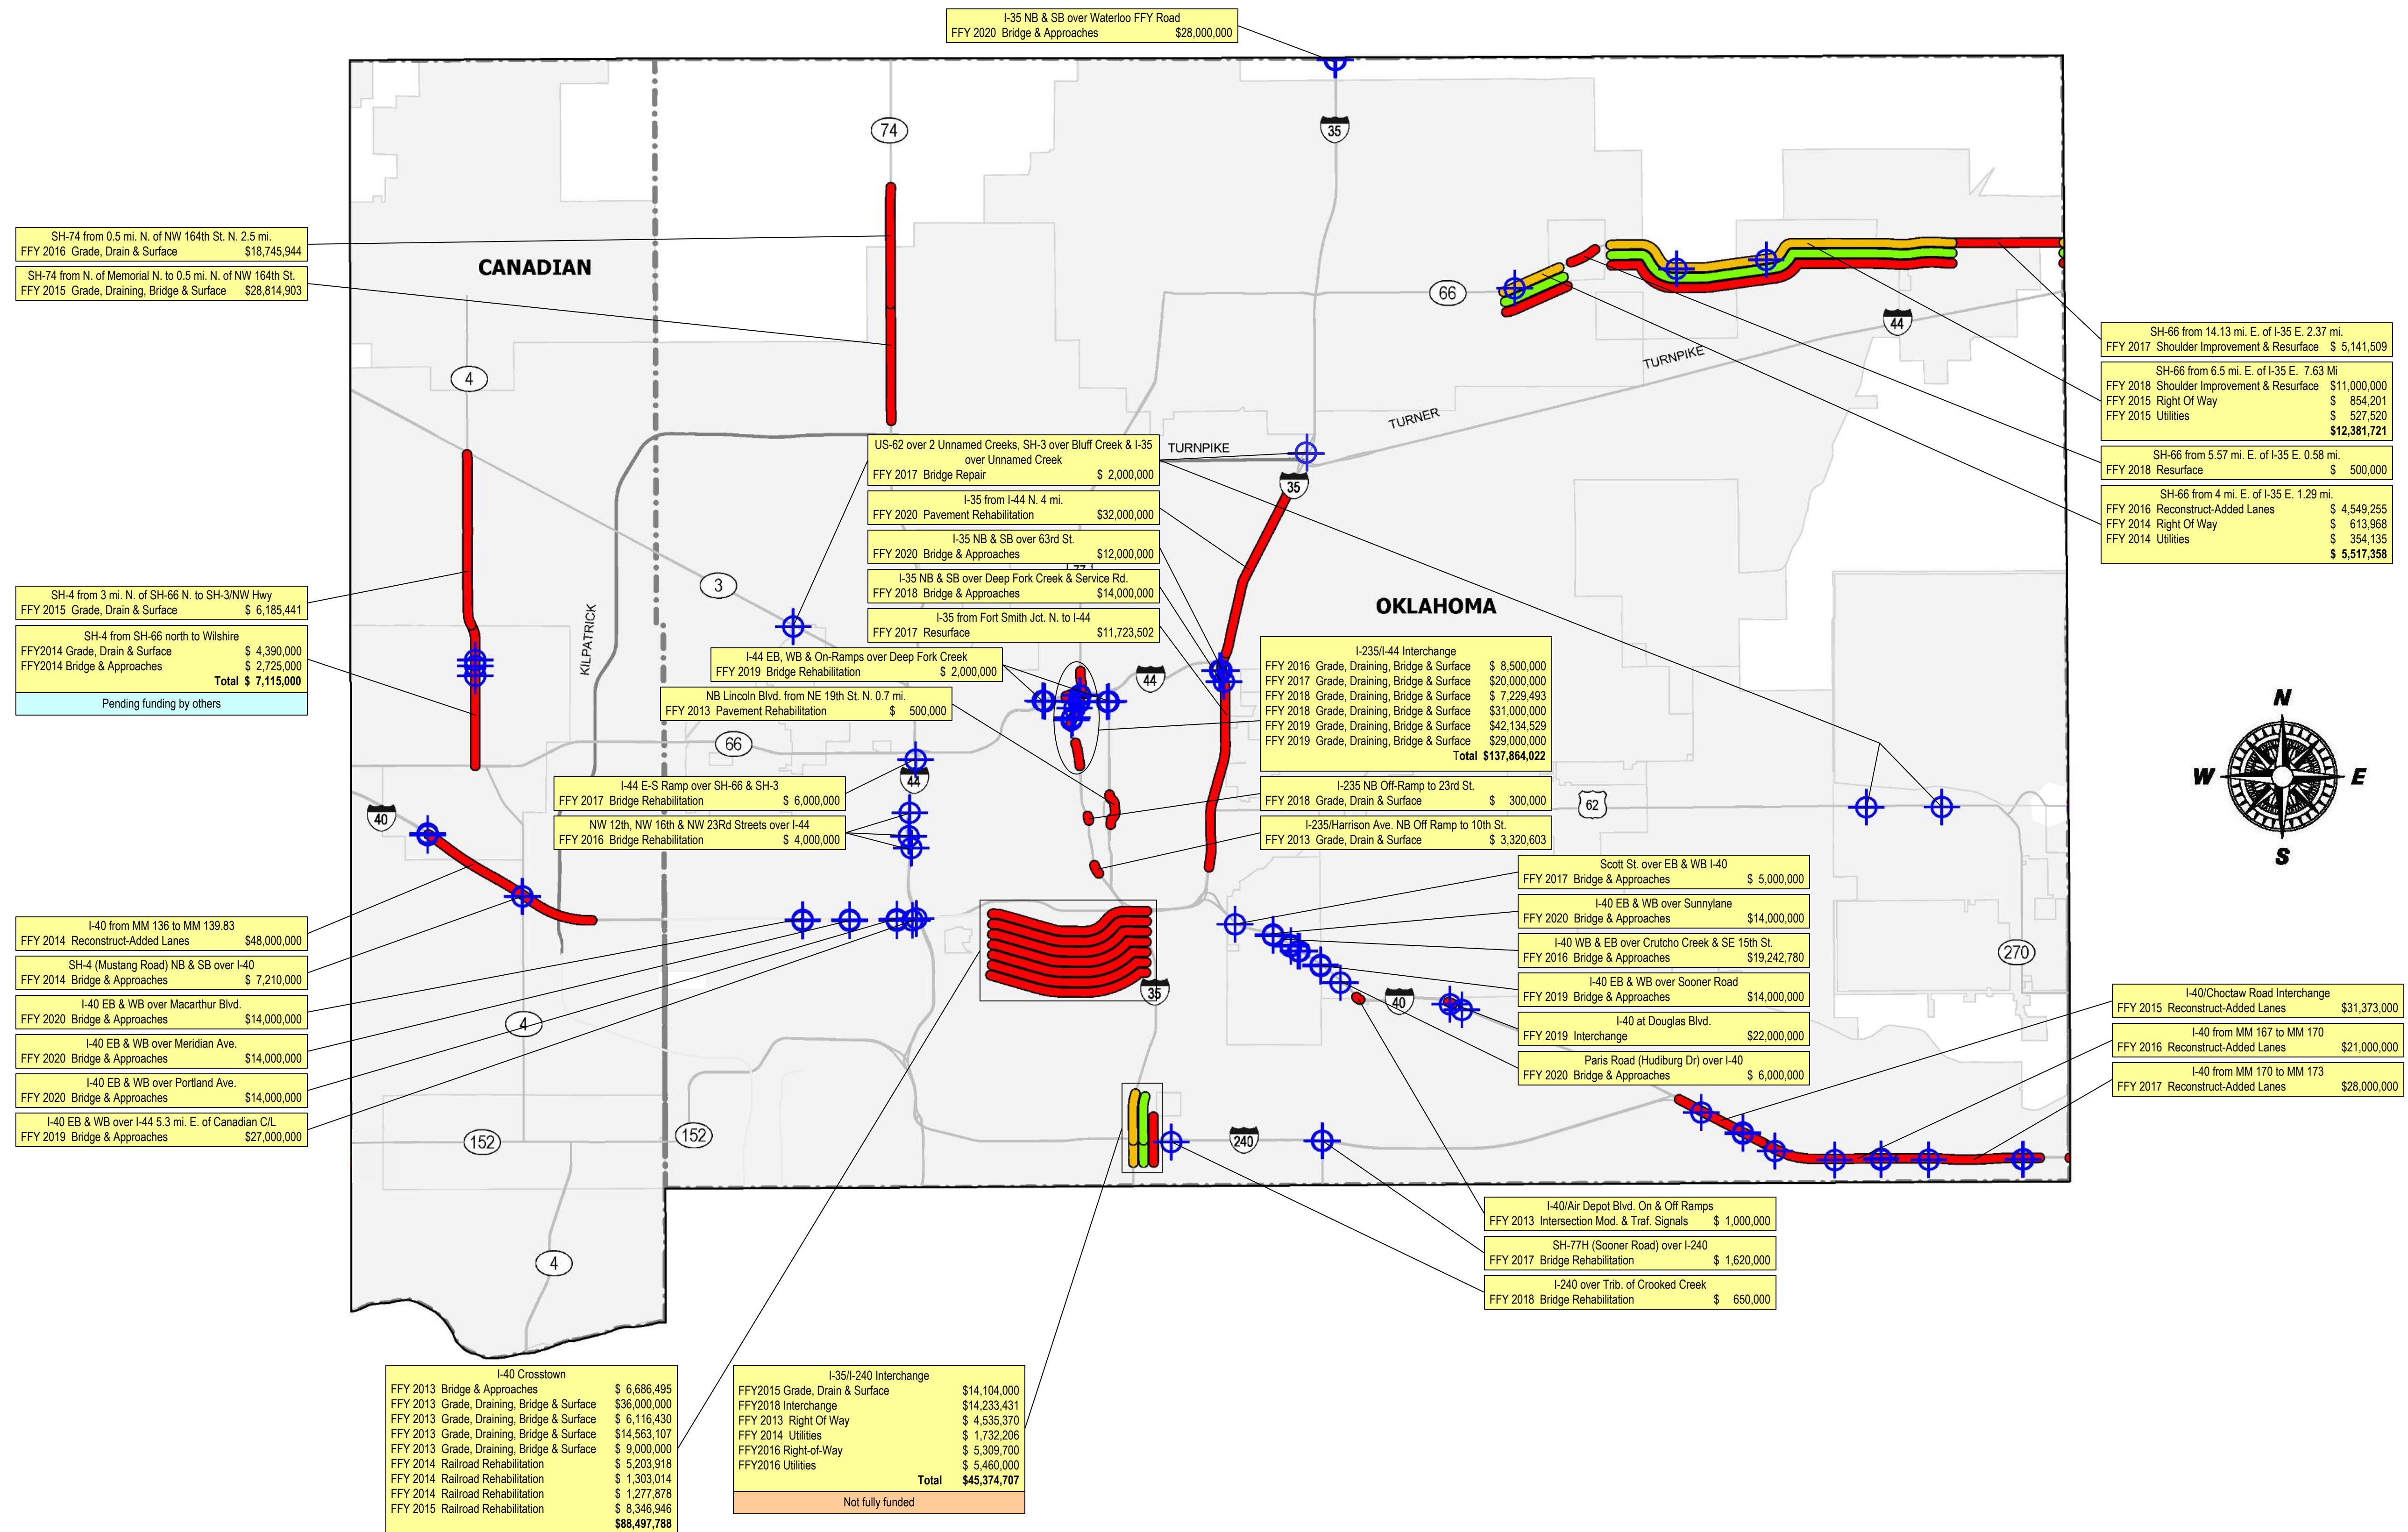 I-35 NB & SB over Waterloo FFY Road
FFY 2020 Bridge & Approaches $28,000,000
74
35
SH-74 from 0.5 mi. N. of NW 164th St. N. 2.5 mi.
FFY 2016 Grade, Drain & Surface $18,745,944
SH-74 from N. of Memorial N. to 0.5 mi. N. of NW 164th St.
FFY 2015 Grade, Draining, Bridge & Surface $28,814,903
CANADIAN
66
44
TURNPIKE
TURNER
4
SH-66 from 14.13 mi. E. of I-35 E. 2.37 mi.
FFY 2017 Shoulder Improvement & Resurface $ 5,141,509
SH-66 from 6.5 mi. E. of I-35 E. 7.63 Mi
FFY 2018 Shoulder Improvement & Resurface $11,000,000
FFY 2015 Right Of Way $ 854,201
FFY 2015 Utilities $ 527,520
$12,381,721
SH-66 from 5.57 mi. E. of I-35 E. 0.58 mi.
FFY 2018 Resurface $ 500,000
SH-66 from 4 mi. E. of I-35 E. 1.29 mi.
FFY 2016 Reconstruct-Added Lanes $ 4,549,255
FFY 2014 Right Of Way $ 613,968
FFY 2014 Utilities $ 354,135
$ 5,517,358
US-62 over 2 Unnamed Creeks, SH-3 over Bluff Creek & I-35
over Unnamed Creek
FFY 2017 Bridge Repair $ 2,000,000
TURNPIKE
35
I-35 from I-44 N. 4 mi.
FFY 2020 Pavement Rehabilitation $32,000,000
I-35 NB & SB over 63rd St.
FFY 2020 Bridge & Approaches $12,000,000
I-35 NB & SB over Deep Fork Creek & Service Rd.
FFY 2018 Bridge & Approaches $14,000,000
I-35 from Fort Smith Jct. N. to I-44
FFY 2017 Resurface $11,723,502
3
KILPATRICK
OKLAHOMA
SH-4 from 3 mi. N. of SH-66 N. to SH-3/NW Hwy
FFY 2015 Grade, Drain & Surface $ 6,185,441
SH-4 from SH-66 north to Wilshire
FFY2014 Grade, Drain & Surface $ 4,390,000
FFY2014 Bridge & Approaches $ 2,725,000
Total $ 7,115,000
Pending funding by others
I-44 EB, WB & On-Ramps over Deep Fork Creek
FFY 2019 Bridge Rehabilitation $ 2,000,000
44
NB Lincoln Blvd. from NE 19th St. N. 0.7 mi.
FFY 2013 Pavement Rehabilitation $ 500,000
I-235/I-44 Interchange
FFY 2016 Grade, Draining, Bridge & Surface $ 8,500,000
FFY 2017 Grade, Draining, Bridge & Surface $20,000,000
FFY 2018 Grade, Draining, Bridge & Surface $ 7,229,493
FFY 2018 Grade, Draining, Bridge & Surface $31,000,000
FFY 2019 Grade, Draining, Bridge & Surface $42,134,529
FFY 2019 Grade, Draining, Bridge & Surface $29,000,000
Total $137,864,022
N
W E
S
66
44
I-44 E-S Ramp over SH-66 & SH-3
FFY 2017 Bridge Rehabilitation $ 6,000,000
NW 12th, NW 16th & NW 23Rd Streets over I-44
FFY 2016 Bridge Rehabilitation $ 4,000,000
I-235 NB Off-Ramp to 23rd St.
FFY 2018 Grade, Drain & Surface $ 300,000
I-235/Harrison Ave. NB Off Ramp to 10th St.
FFY 2013 Grade, Drain & Surface $ 3,320,603
62
40
Scott St. over EB & WB I-40
FFY 2017 Bridge & Approaches $ 5,000,000
I-40 EB & WB over Sunnylane
FFY 2020 Bridge & Approaches $14,000,000
I-40 WB & EB over Crutcho Creek & SE 15th St.
FFY 2016 Bridge & Approaches $19,242,780
I-40 EB & WB over Sooner Road
FFY 2019 Bridge & Approaches $14,000,000
I-40 at Douglas Blvd.
FFY 2019 Interchange $22,000,000
Paris Road (Hudiburg Dr) over I-40
FFY 2020 Bridge & Approaches $ 6,000,000
270
35
40
I-40 from MM 136 to MM 139.83
FFY 2014 Reconstruct-Added Lanes $48,000,000
SH-4 (Mustang Road) NB & SB over I-40
FFY 2014 Bridge & Approaches $ 7,210,000
I-40 EB & WB over Macarthur Blvd.
FFY 2020 Bridge & Approaches $14,000,000
I-40 EB & WB over Meridian Ave.
FFY 2020 Bridge & Approaches $14,000,000
I-40 EB & WB over Portland Ave.
FFY 2020 Bridge & Approaches $14,000,000
I-40 EB & WB over I-44 5.3 mi. E. of Canadian C/L
FFY 2019 Bridge & Approaches $27,000,000
4
I-40/Choctaw Road Interchange
FFY 2015 Reconstruct-Added Lanes $31,373,000
I-40 from MM 167 to MM 170
FFY 2016 Reconstruct-Added Lanes $21,000,000
I-40 from MM 170 to MM 173
FFY 2017 Reconstruct-Added Lanes $28,000,000
152
152
240
4
I-40/Air Depot Blvd. On & Off Ramps
FFY 2013 Intersection Mod. & Traf. Signals $ 1,000,000
SH-77H (Sooner Road) over I-240
FFY 2017 Bridge Rehabilitation $ 1,620,000
I-240 over Trib. of Crooked Creek
FFY 2018 Bridge Rehabilitation $ 650,000
I-40 Crosstown
FFY 2013 Bridge & Approaches $ 6,686,495
FFY 2013 Grade, Draining, Bridge & Surface $36,000,000
FFY 2013 Grade, Draining, Bridge & Surface $ 6,116,430
FFY 2013 Grade, Draining, Bridge & Surface $14,563,107
FFY 2013 Grade, Draining, Bridge & Surface $ 9,000,000
FFY 2014 Railroad Rehabilitation $ 5,203,918
FFY 2014 Railroad Rehabilitation $ 1,303,014
FFY 2014 Railroad Rehabilitation $ 1,277,878
FFY 2015 Railroad Rehabilitation $ 8,346,946
$88,497,788
I-35/I-240 Interchange
FFY2015 Grade, Drain & Surface $14,104,000
FFY2018 Interchange $14,233,431
FFY 2013 Right Of Way $ 4,535,370
FFY 2014 Utilities $ 1,732,206
FFY2016 Right-of-Way $ 5,309,700
FFY2016 Utilities $ 5,460,000
Total $45,374,707
Not fully funded